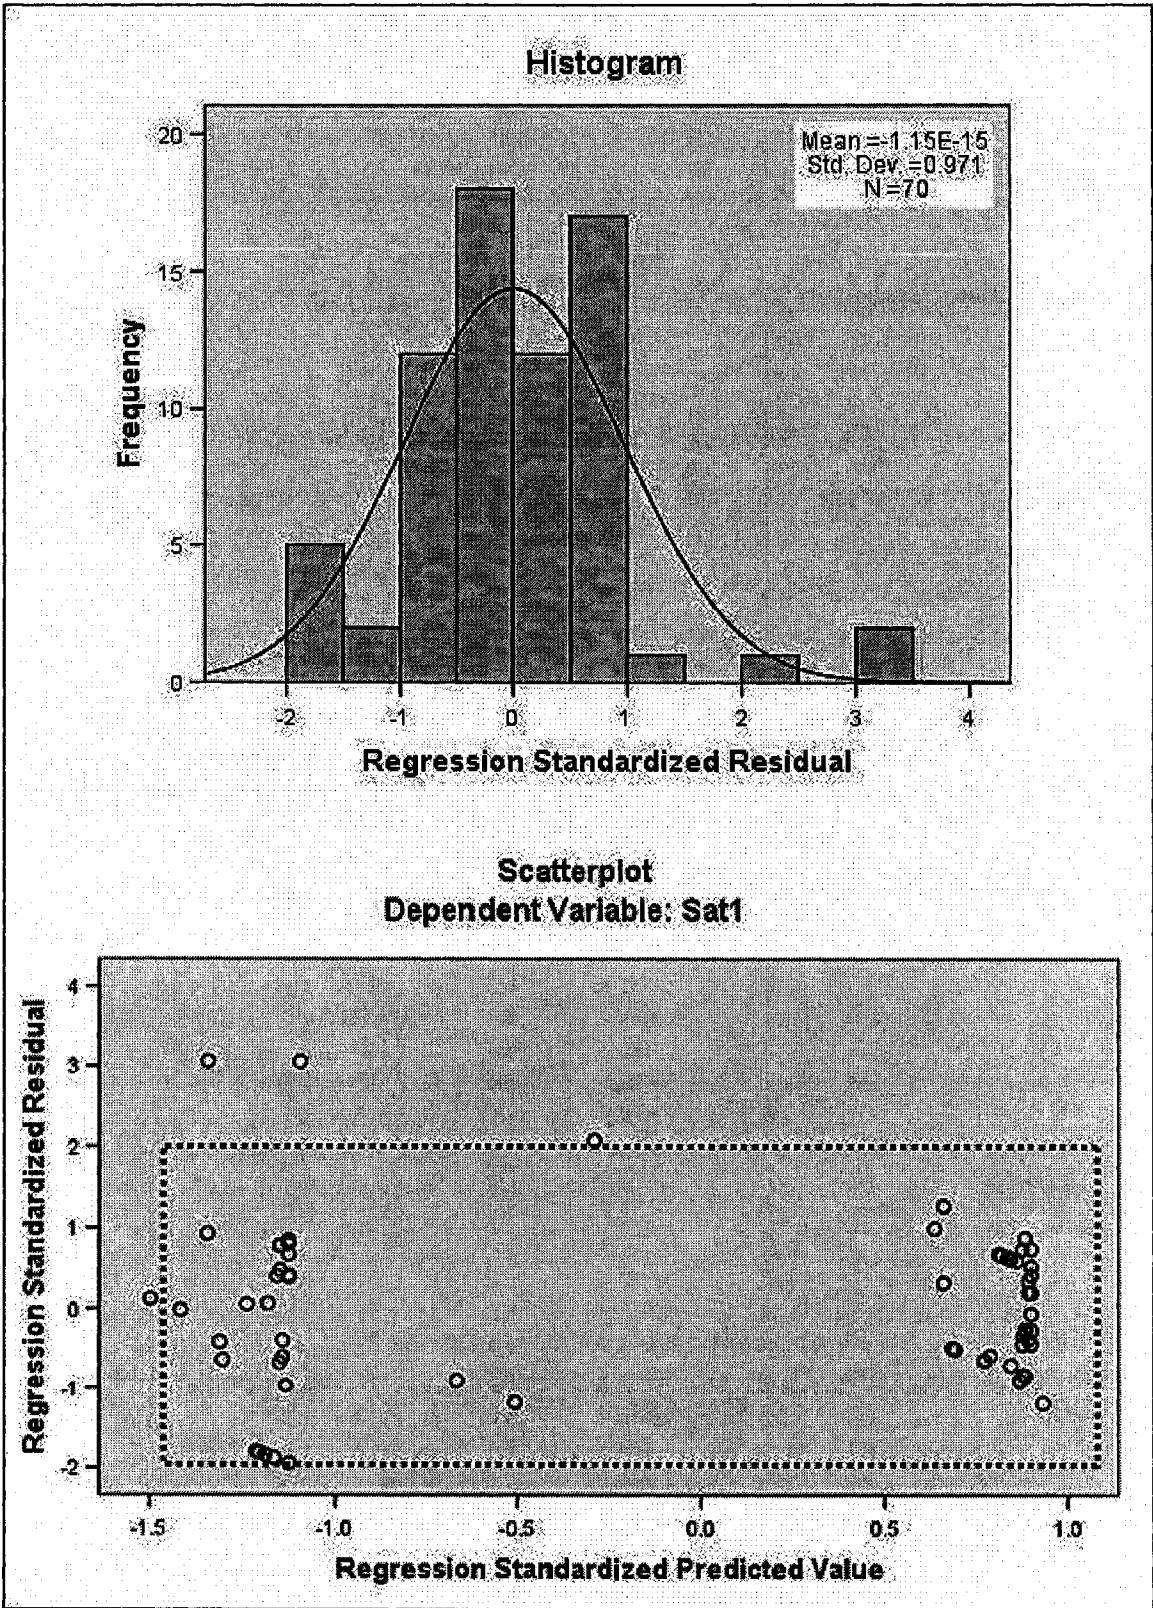 Histogram
20
15
10
5
0
Frequency
Mean =-1.15E-15
Std. Dev. =0.971
N =70
-2
-1
0
1
2
3
4
Regression Standardized Residual
Scatterplot
Dependent Variable: Sat1
4
3
2
1
0
-1
-2
Regression Standardized Residual
-1.5
-1.0
-0.5
0.0
0.5
1.0
Regression Standardized Predicted Value